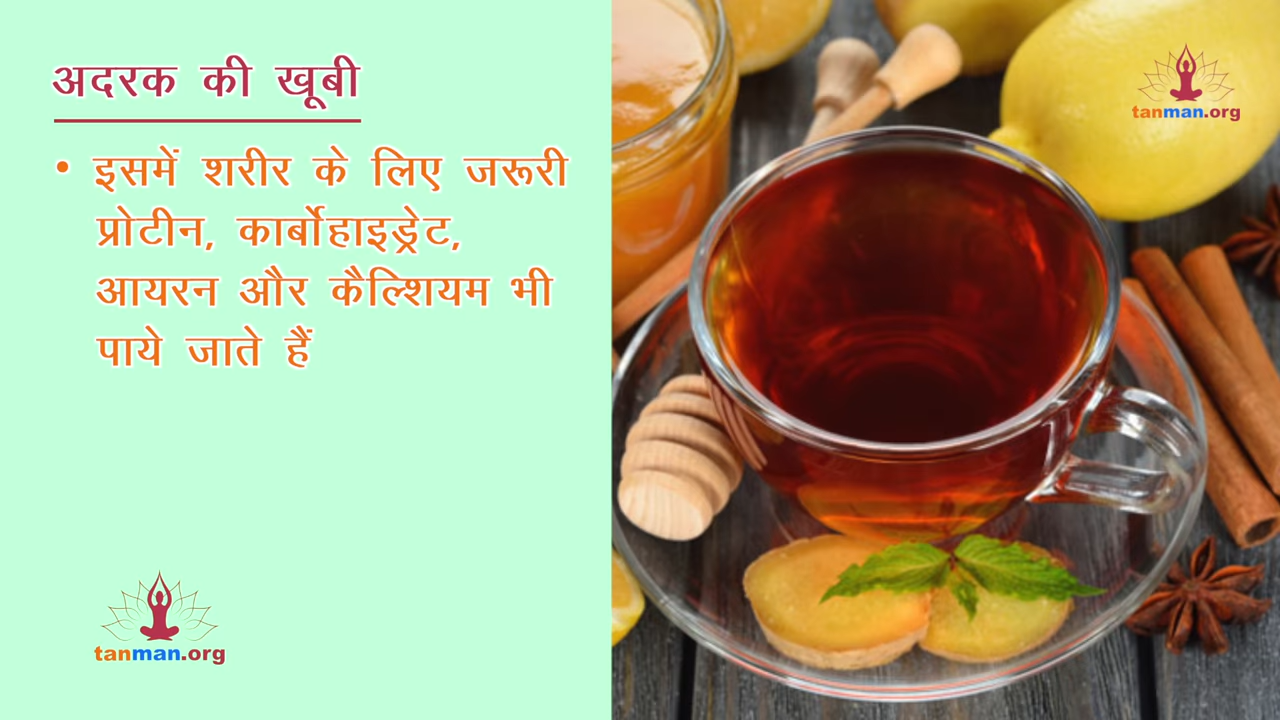 अदरक की खूबी
• इसमें शरीर के लिए जरूरी
प्रोटीन, कार्बोहाइड्रेट,
आयरन और कैल्शियम भी
पाये जाते हैं
tanman.org
tanman.org